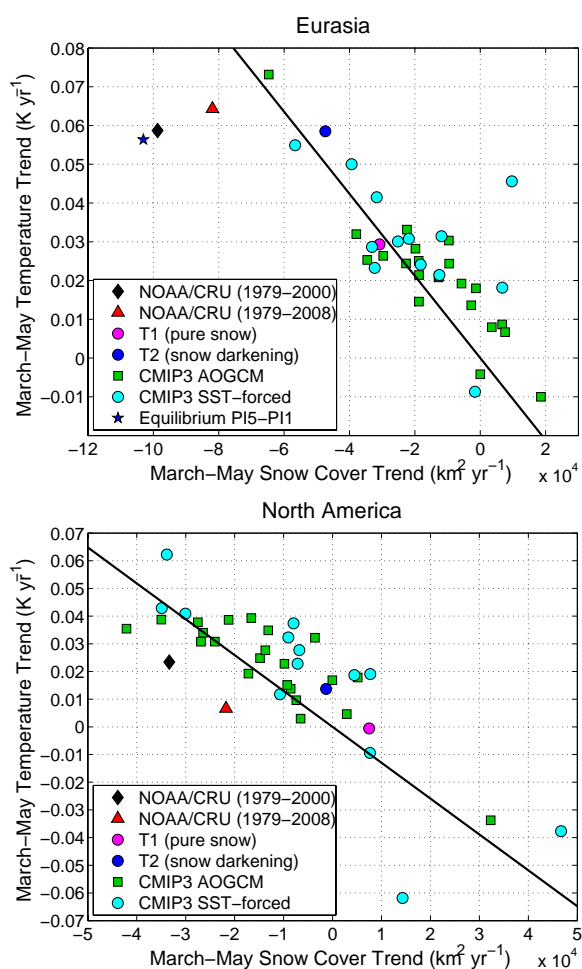 Eurasia
0.08
0.07
0.06
0.05
0.04
0.03
0.02
0.01
0
−0.01
March−May Temperature Trend (K yr⁻¹)
NOAA/CRU (1979−2000)
NOAA/CRU (1979−2008)
T1 (pure snow)
T2 (snow darkening)
CMIP3 AOGCM
CMIP3 SST−forced
Equilibrium PI5−PI1
−12 −10 −8 −6 −4 −2 0 2 4
March−May Snow Cover Trend (km² yr⁻¹)
x 10⁴
North America
0.07
0.06
0.05
0.04
0.03
0.02
0.01
0
−0.01
−0.02
−0.03
−0.04
−0.05
−0.06
−0.07
March−May Temperature Trend (K yr⁻¹)
NOAA/CRU (1979−2000)
NOAA/CRU (1979−2008)
T1 (pure snow)
T2 (snow darkening)
CMIP3 AOGCM
CMIP3 SST−forced
−5 −4 −3 −2 −1 0 1 2 3 4 5
March−May Snow Cover Trend (km² yr⁻¹)
x 10⁴